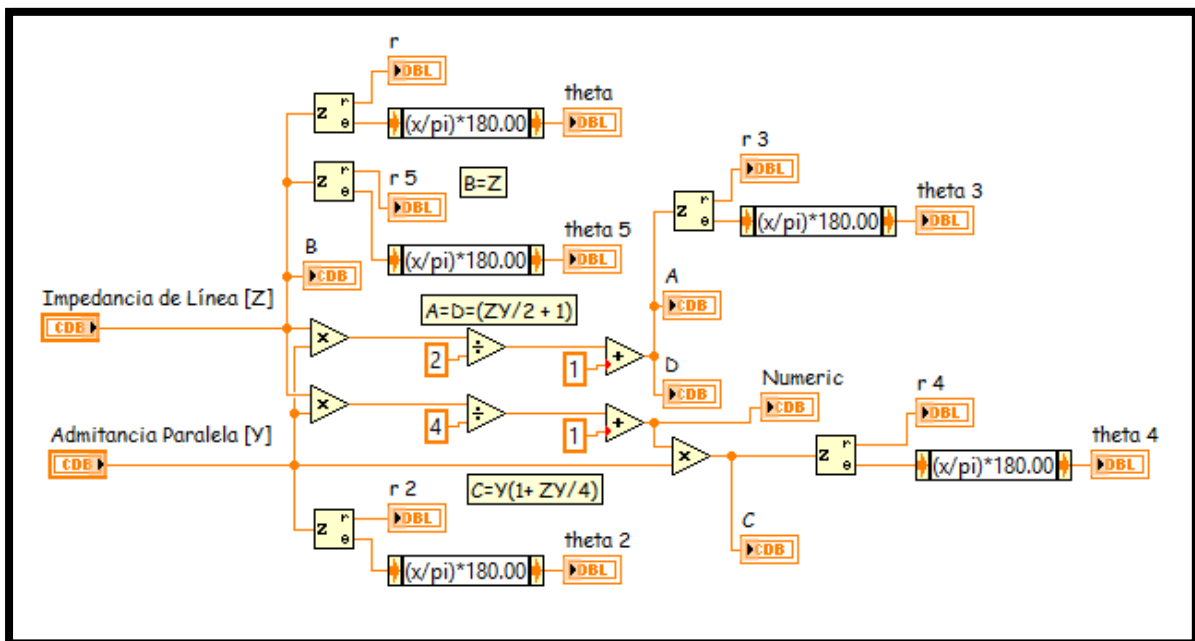 r
DBL
z r θ
(x/pi)*180.00
theta
DBL
z r θ
r 5
DBL
B=Z
(x/pi)*180.00
theta 5
DBL
B
CDB
r 3
DBL
z r θ
(x/pi)*180.00
theta 3
DBL
Impedancia de Línea [Z]
CDB
A=D=(ZY/2 + 1)
×
2
÷
1
+
A
CDB
D
CDB
×
4
÷
1
+
Numeric
CDB
Admitancia Paralela [Y]
CDB
×
z r θ
r 4
DBL
(x/pi)*180.00
theta 4
DBL
C=Y(1+ ZY/4)
C
CDB
z r θ
r 2
DBL
(x/pi)*180.00
theta 2
DBL